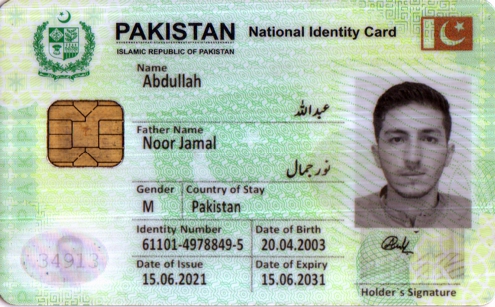 PAKISTAN National Identity Card
ISLAMIC REPUBLIC OF PAKISTAN
Name
Abdullah
عبداللہ
Father Name
Noor Jamal
نور جمال
Gender Country of Stay
M Pakistan
Identity Number Date of Birth
61101-4978849-5 20.04.2003
Date of Issue Date of Expiry
15.06.2021 15.06.2031
34913
Holder's Signature